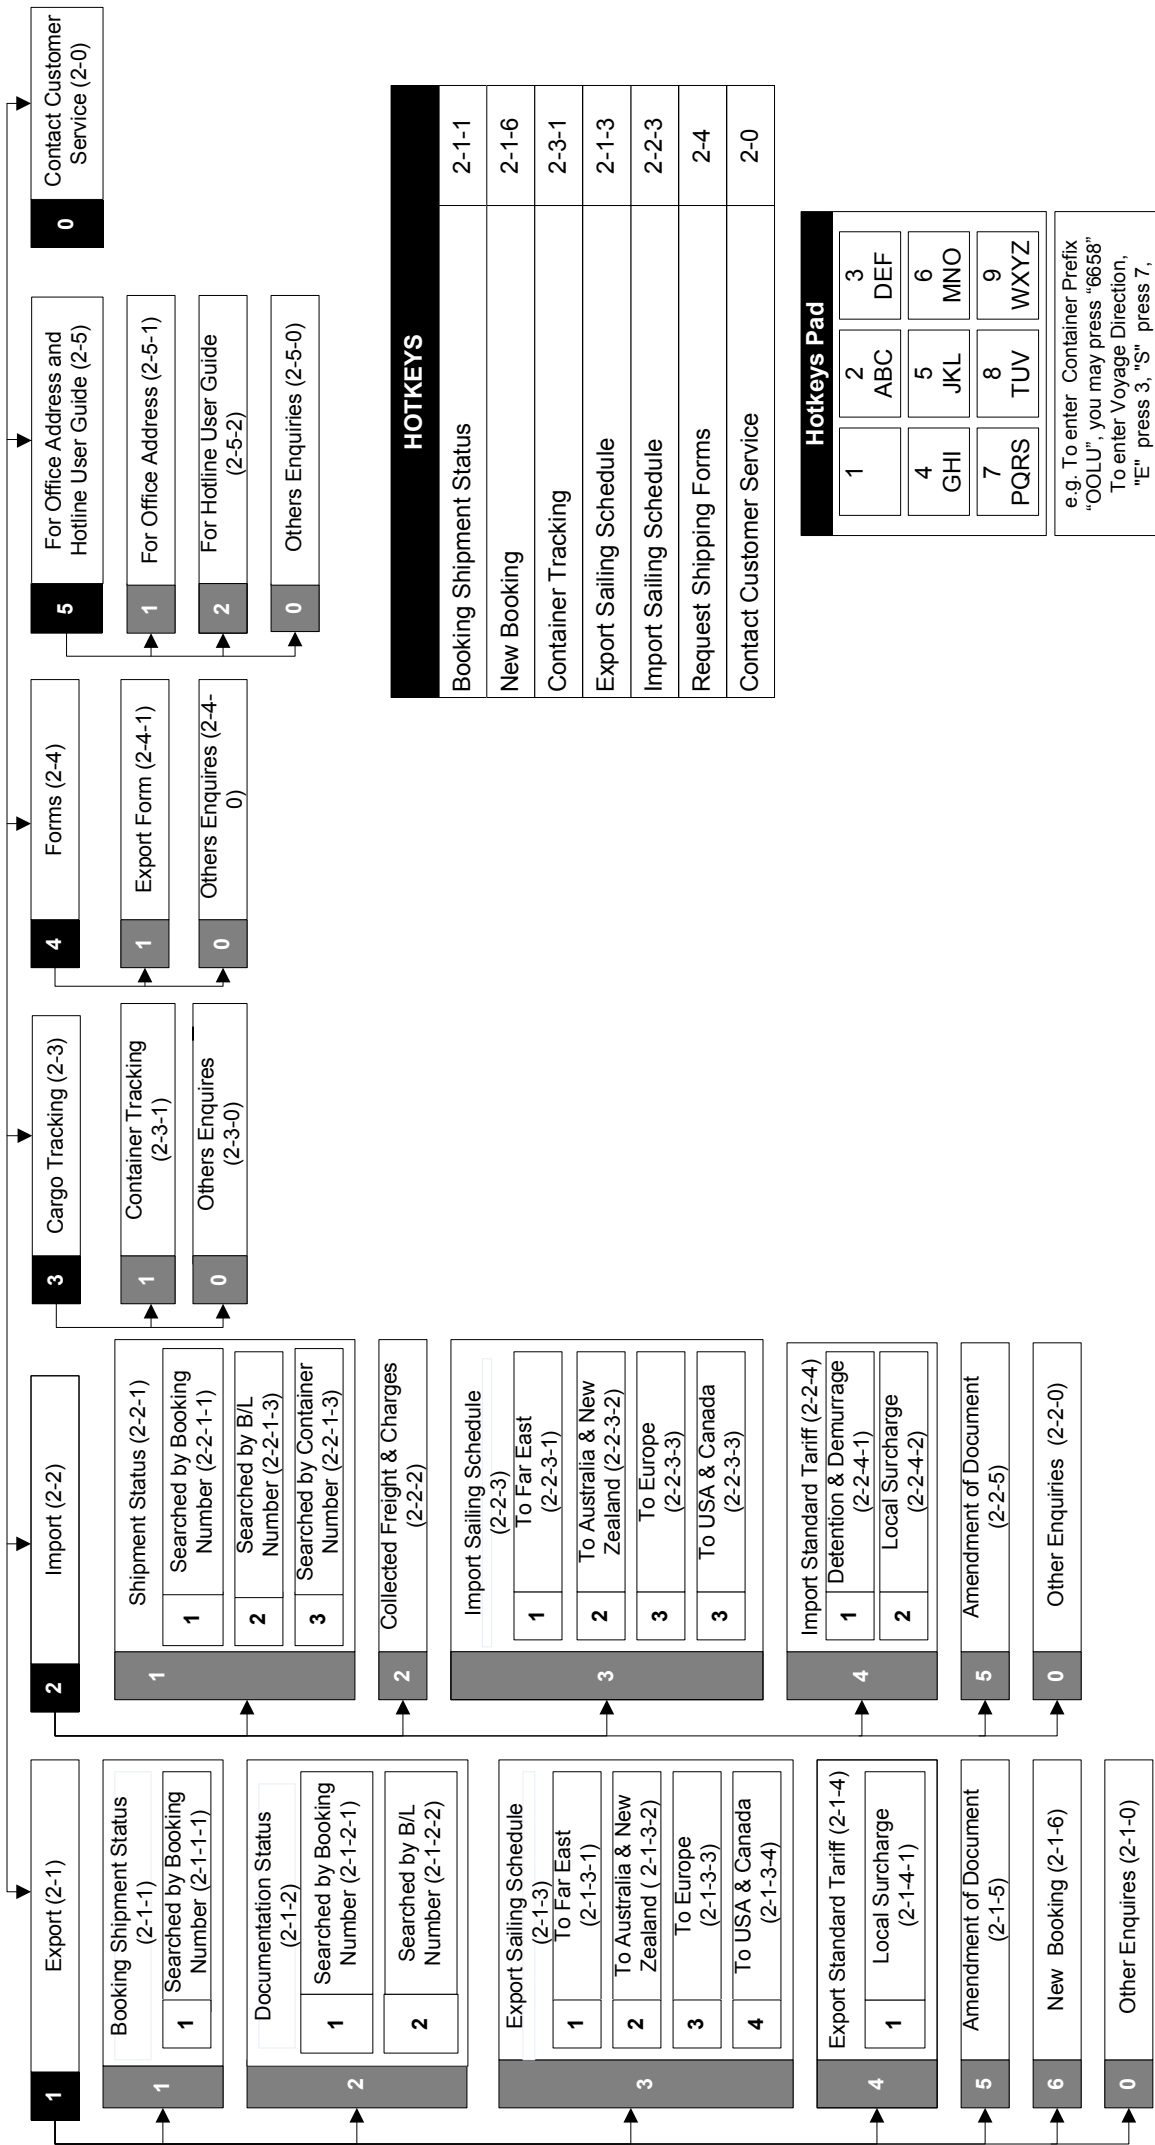 1
Export (2-1)
1
Booking Shipment Status
(2-1-1)
1
Searched by Booking
Number (2-1-1-1)
2
Documentation Status
(2-1-2)
1
Searched by Booking
Number (2-1-2-1)
2
Searched by B/L
Number (2-1-2-2)
3
Export Sailing Schedule
(2-1-3)
1
To Far East
(2-1-3-1)
2
To Australia & New
Zealand ( 2-1-3-2)
3
To Europe
(2-1-3-3)
4
To USA & Canada
(2-1-3-4)
4
Export Standard Tariff (2-1-4)
1
Local Surcharge
(2-1-4-1)
5
Amendment of Document
(2-1-5)
6
New Booking (2-1-6)
0
Other Enquires (2-1-0)
2
Import (2-2)
1
Shipment Status (2-2-1)
1
Searched by Booking
Number (2-2-1-1)
2
Searched by B/L
Number (2-2-1-3)
3
Searched by Container
Number (2-2-1-3)
2
Collected Freight & Charges
(2-2-2)
3
Import Sailing Schedule
(2-2-3)
1
To Far East
(2-2-3-1)
2
To Australia & New
Zealand (2-2-3-2)
3
To Europe
(2-2-3-3)
3
To USA & Canada
(2-2-3-3)
4
Import Standard Tariff (2-2-4)
1
Detention & Demurrage
(2-2-4-1)
2
Local Surcharge
(2-2-4-2)
5
Amendment of Document
(2-2-5)
0
Other Enquiries (2-2-0)
3
Cargo Tracking (2-3)
1
Container Tracking
(2-3-1)
0
Others Enquires
(2-3-0)
4
Forms (2-4)
1
Export Form (2-4-1)
0
Others Enquires (2-4-
0)
5
For Office Address and
Hotline User Guide (2-5)
1
For Office Address (2-5-1)
2
For Hotline User Guide
(2-5-2)
0
Others Enquiries (2-5-0)
0
Contact Customer
Service (2-0)
HOTKEYS
Booking Shipment Status 2-1-1
New Booking 2-1-6
Container Tracking 2-3-1
Export Sailing Schedule 2-1-3
Import Sailing Schedule 2-2-3
Request Shipping Forms 2-4
Contact Customer Service 2-0
Hotkeys Pad
1 2 3
ABC DEF
4 5 6
GHI JKL MNO
7 8 9
PQRS TUV WXYZ
e.g. To enter Container Prefix
“OOLU”, you may press “6658”
To enter Voyage Direction,
"E" press 3, "S" press 7,